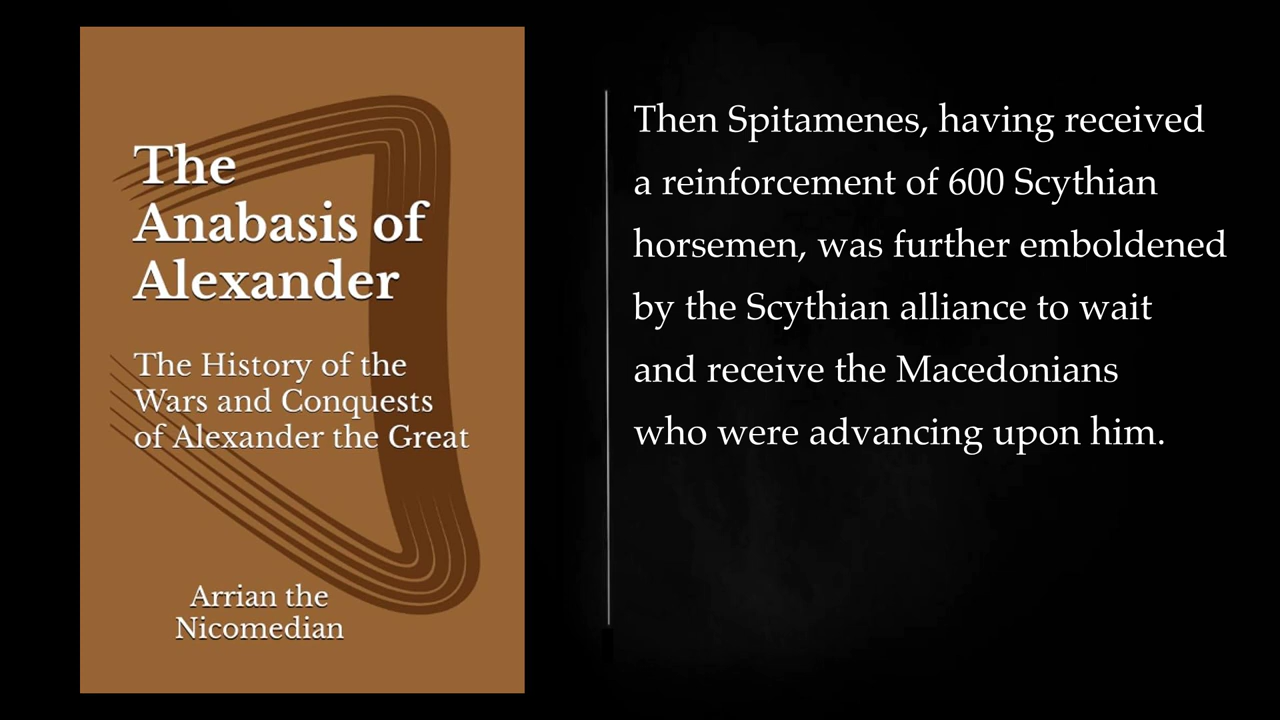 The
Anabasis of
Alexander
The History of the
Wars and Conquests
of Alexander the Great
Arrian the
Nicomedian
Then Spitamenes, having received
a reinforcement of 600 Scythian
horsemen, was further emboldened
by the Scythian alliance to wait
and receive the Macedonians
who were advancing upon him.